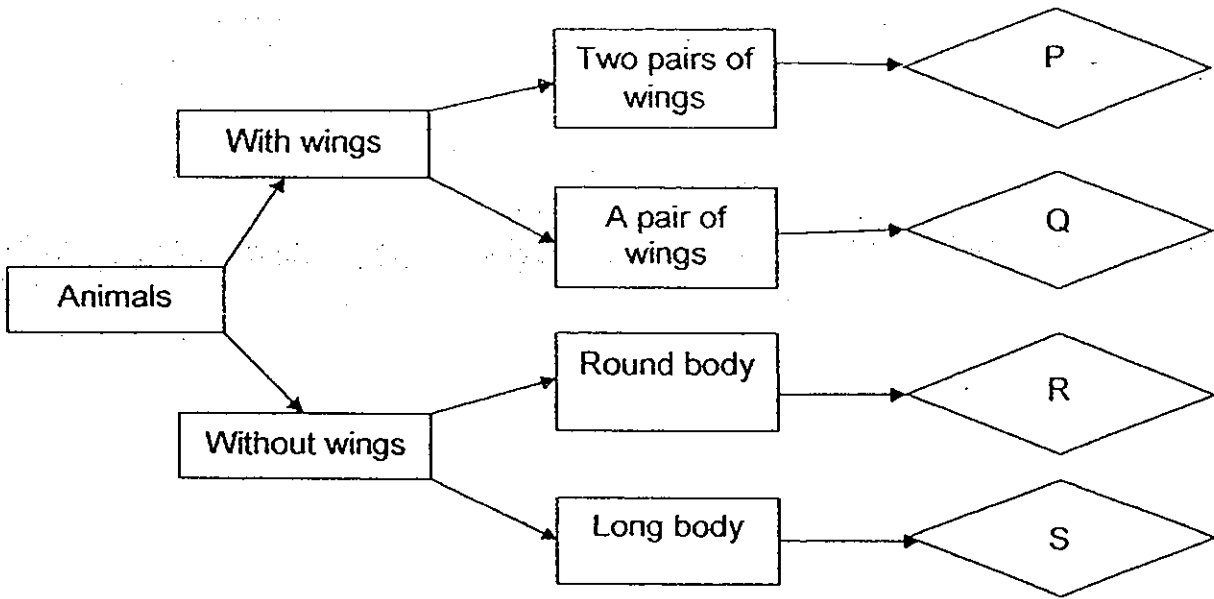 Two pairs of
wings
P
With wings
A pair of
wings
Q
Animals
Round body
R
Without wings
Long body
S